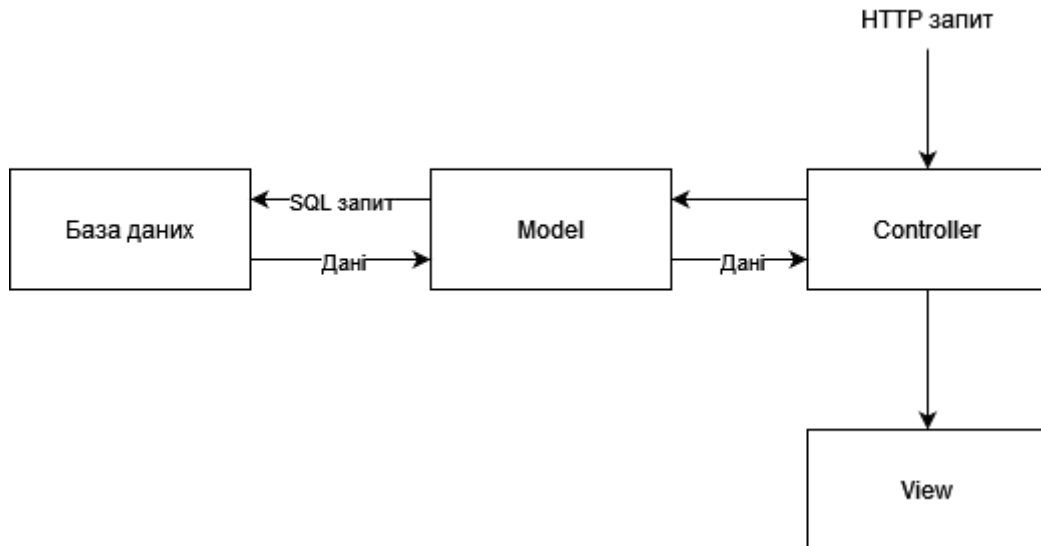 HTTP запит
База даних
SQL запит
Дані
Model
Дані
Controller
View